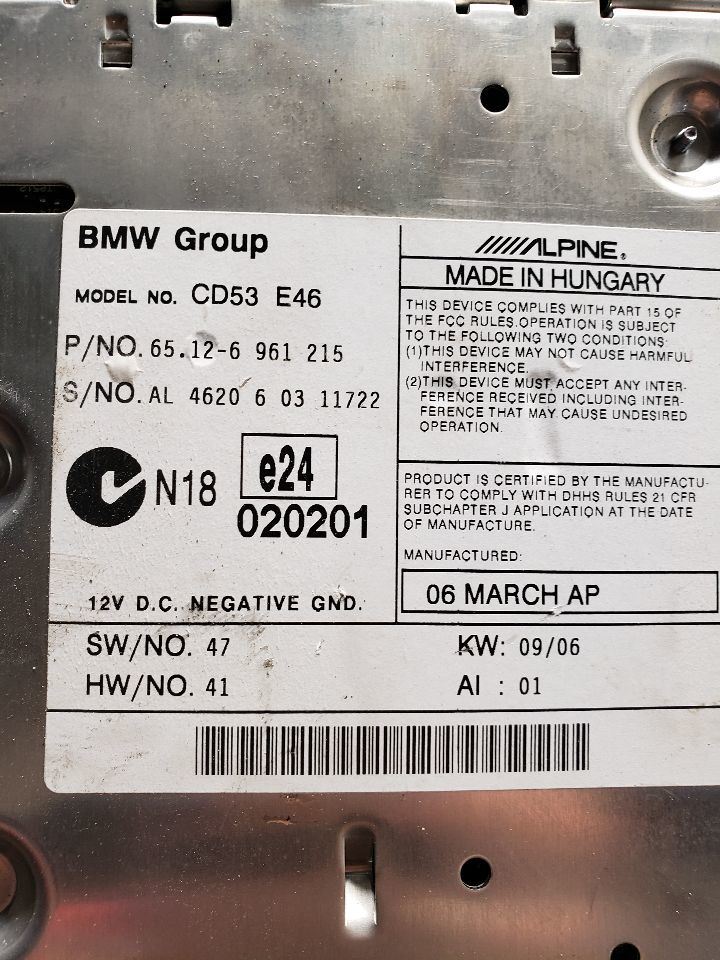 BMW Group
MODEL NO. CD53 E46
P/NO. 65.12-6 961 215
S/NO. AL 4620 6 03 11722
N18
e24
020201
12V D.C. NEGATIVE GND.
ALPINE®
MADE IN HUNGARY
THIS DEVICE COMPLIES WITH PART 15 OF
THE FCC RULES.OPERATION IS SUBJECT
TO THE FOLLOWING TWO CONDITIONS:
(1)THIS DEVICE MAY NOT CAUSE HARMFUL
INTERFERENCE.
(2)THIS DEVICE MUST ACCEPT ANY INTER-
FERENCE RECEIVED INCLUDING INTER-
FERENCE THAT MAY CAUSE UNDESIRED
OPERATION.
PRODUCT IS CERTIFIED BY THE MANUFACTU-
RER TO COMPLY WITH DHHS RULES 21 CFR
SUBCHAPTER J APPLICATION AT THE DATE
OF MANUFACTURE.
MANUFACTURED:
06 MARCH AP
SW/NO. 47
HW/NO. 41
KW: 09/06
AI : 01